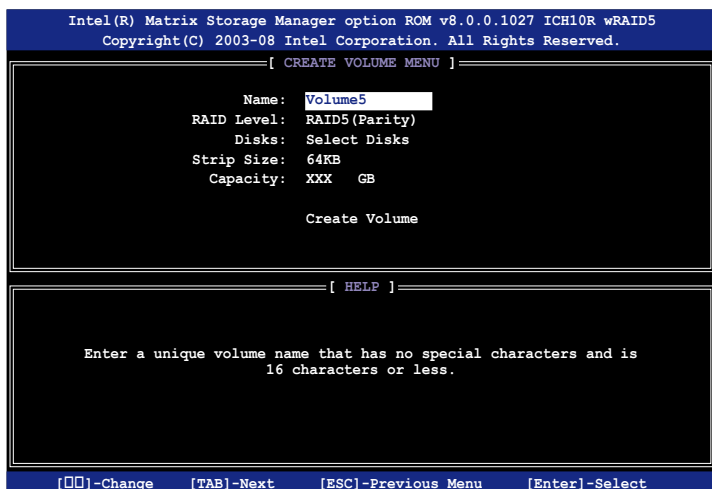 Intel(R) Matrix Storage Manager option ROM v8.0.0.1027 ICH10R wRAID5
Copyright(C) 2003-08 Intel Corporation. All Rights Reserved.
[ CREATE VOLUME MENU ]
Name: Volume5
RAID Level: RAID5(Parity)
Disks: Select Disks
Strip Size: 64KB
Capacity: XXX GB
Create Volume
[ HELP ]
Enter a unique volume name that has no special characters and is
16 characters or less.
[▯▯]-Change [TAB]-Next [ESC]-Previous Menu [Enter]-Select